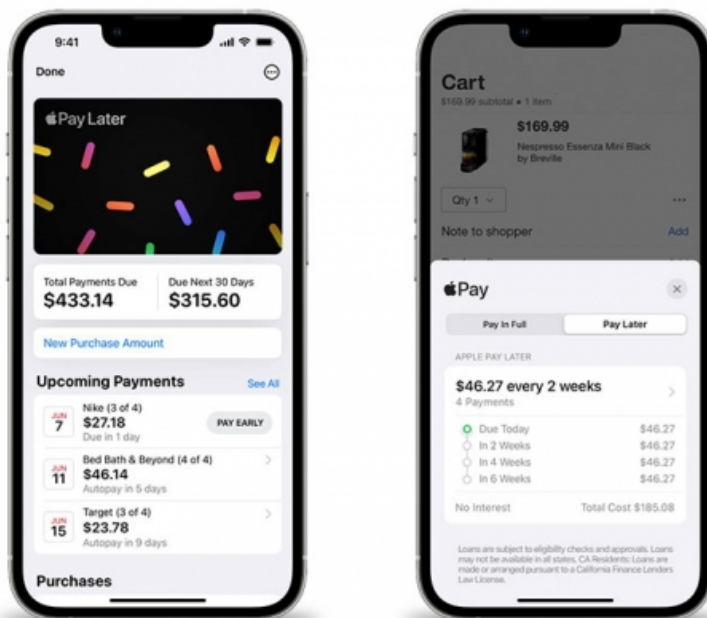 9:41
Done
Pay Later
Total Payments Due
$433.14
Due Next 30 Days
$315.60
New Purchase Amount
Upcoming Payments
See All
JUN
7
Nike (3 of 4)
$27.18
Due in 1 day
PAY EARLY
JUN
11
Bed Bath & Beyond (4 of 4)
$46.14
Autopay in 5 days
JUN
15
Target (3 of 4)
$23.78
Autopay in 9 days
Purchases
Cart
$169.99 subtotal • 1 item
$169.99
Nespresso Essenza Mini Black
by Breville
Qty 1
Note to shopper
Add
Pay
Pay In Full
Pay Later
APPLE PAY LATER
$46.27 every 2 weeks
4 Payments
Due Today
$46.27
In 2 Weeks
$46.27
In 4 Weeks
$46.27
In 6 Weeks
$46.27
No Interest
Total Cost $185.08
Loans are subject to eligibility checks and approvals. Loans
may not be available in all states. CA Residents: Loans are
made or arranged pursuant to a California Finance Lenders
Law License.